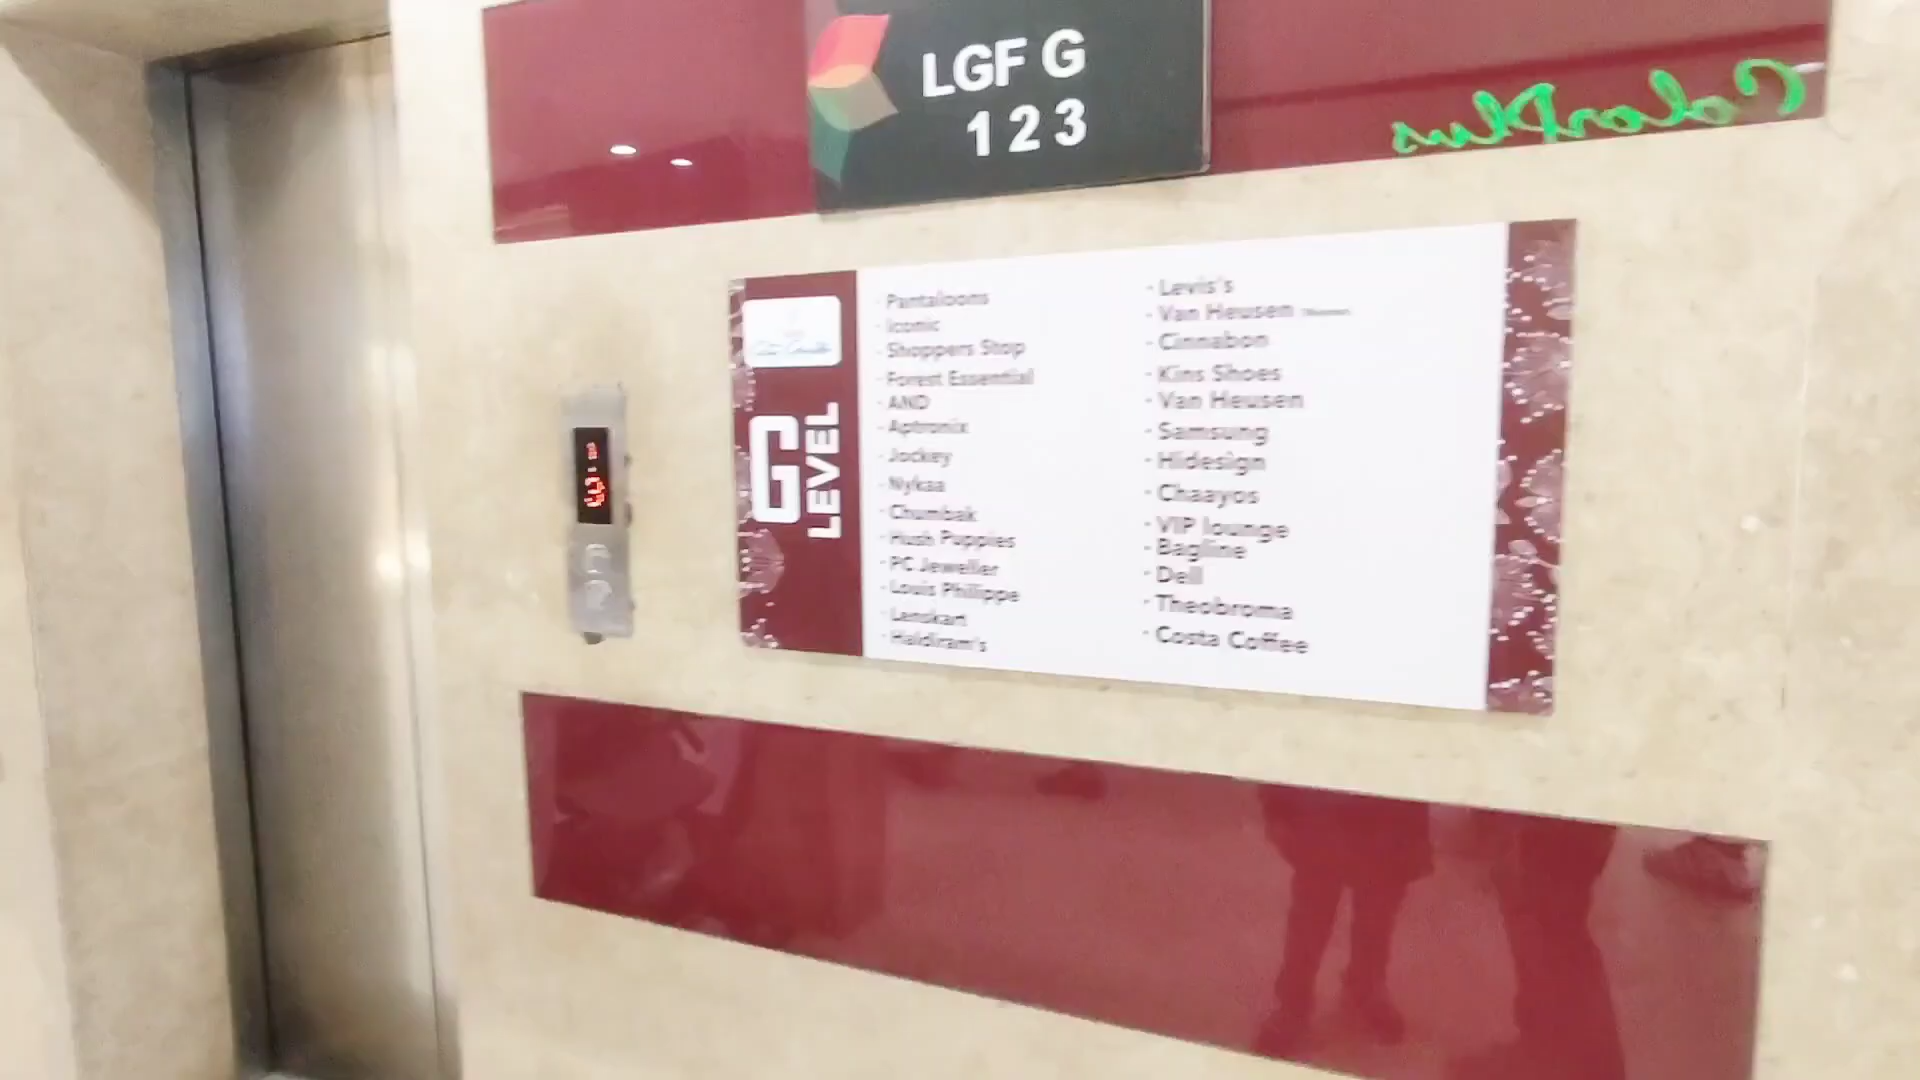 LGF G
1 2 3
ColorPlus
G
LEVEL
· Pantaloons
· Iconic
· Shoppers Stop
· Forest Essential
· AND
· Aptronix
· Jockey
· Nykaa
· Chumbak
· Hush Puppies
· PC Jeweller
· Louis Philippe
· Lenskart
· Haldiram's
· Levis's
· Van Heusen
· Cinnabon
· Kins Shoes
· Van Heusen
· Samsung
· Hidesign
· Chaayos
· VIP lounge
· Bagline
· Dell
· Theobroma
· Costa Coffee